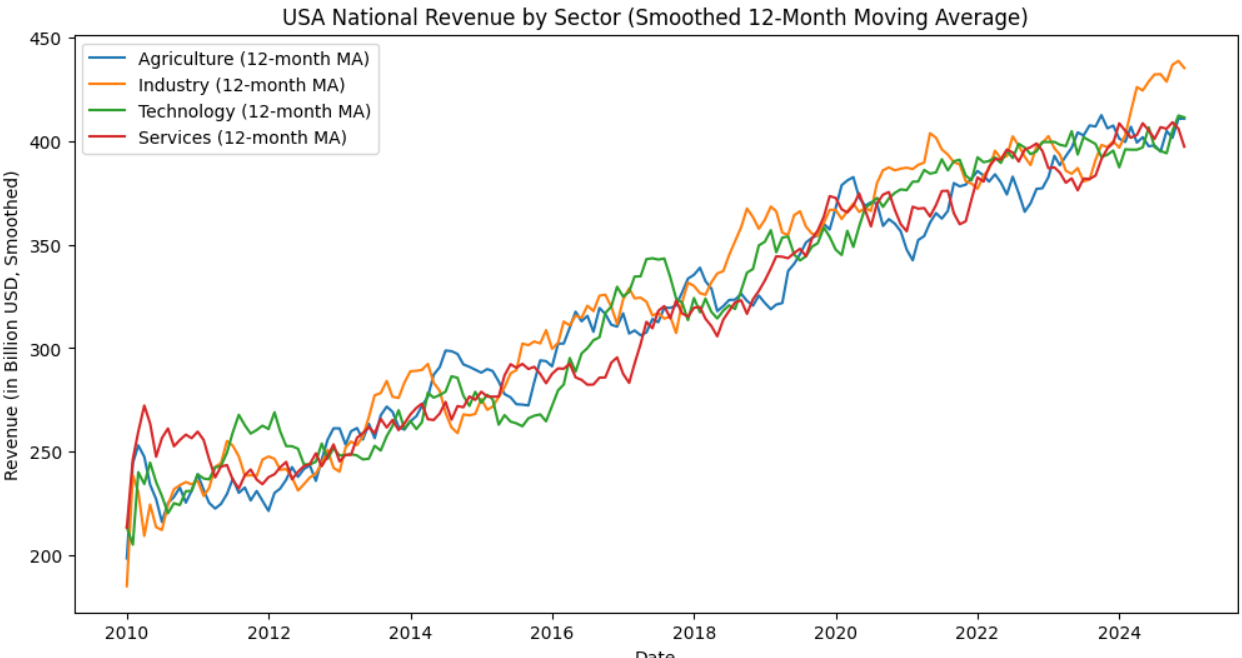 USA National Revenue by Sector (Smoothed 12-Month Moving Average)
Agriculture (12-month MA)
Industry (12-month MA)
Technology (12-month MA)
Services (12-month MA)
Revenue (in Billion USD, Smoothed)
450
400
350
300
250
200
2010 2012 2014 2016 2018 2020 2022 2024
Date